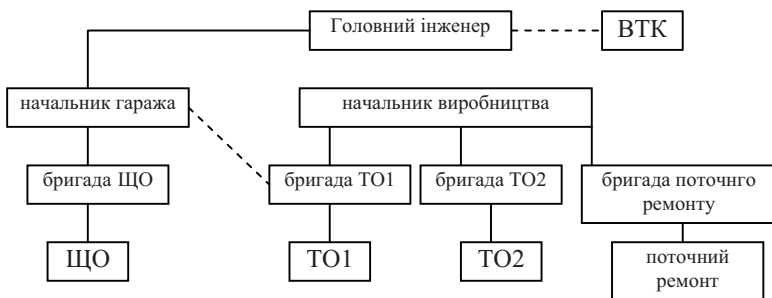 Головний інженер
ВТК
начальник гаража
начальник виробництва
бригада ЩО
бригада ТО1
бригада ТО2
бригада поточнго
ремонту
ЩО
ТО1
ТО2
поточний
ремонт